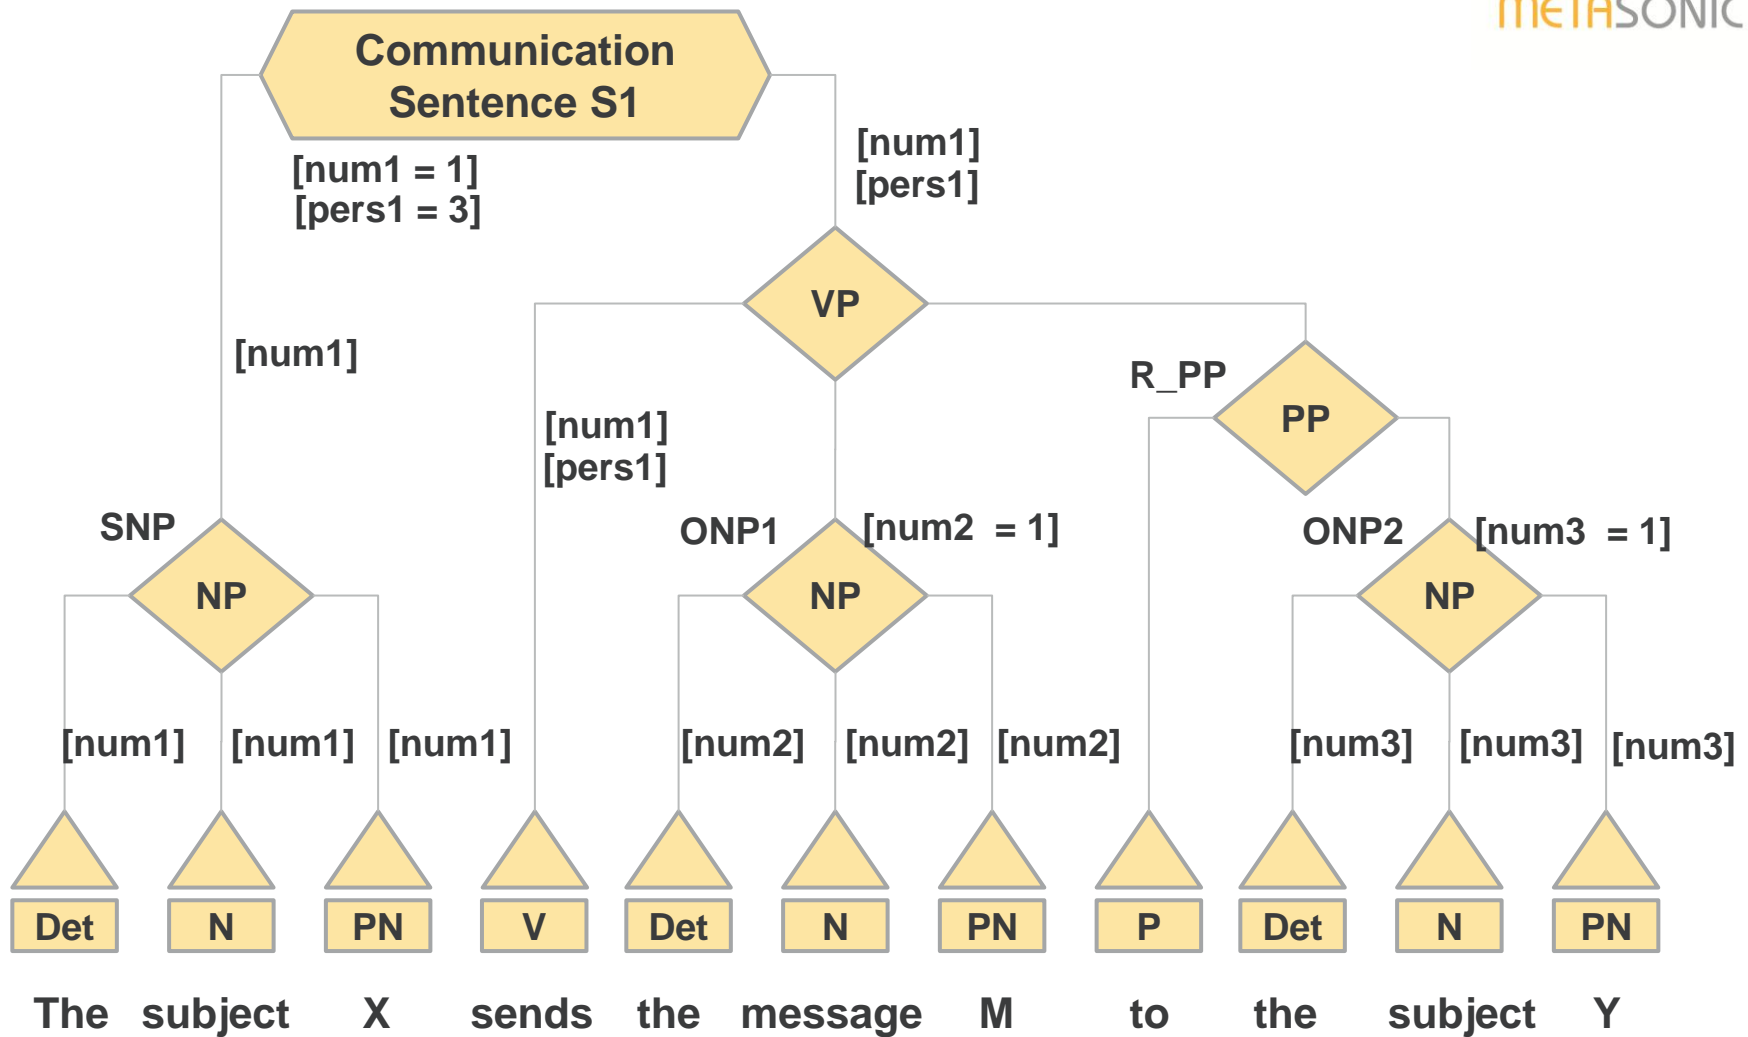 METASONIC
Communication
Sentence S1
[num1 = 1]
[pers1 = 3]
[num1]
[pers1]
VP
[num1]
R_PP
PP
[num1]
[pers1]
SNP
NP
ONP1
[num2 = 1]
NP
ONP2
[num3 = 1]
NP
[num1] [num1] [num1] [num2] [num2] [num2] [num3] [num3] [num3]
Det N PN V Det N PN P Det N PN
The subject X sends the message M to the subject Y